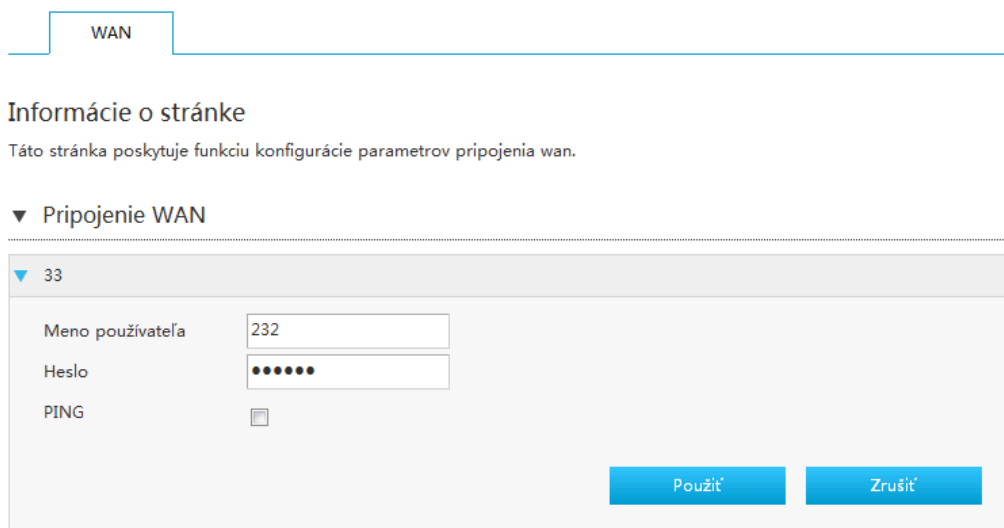 WAN
Informácie o stránke
Táto stránka poskytuje funkciu konfigurácie parametrov pripojenia wan.
Pripojenie WAN
33
Meno používateľa 232
Heslo ●●●●●●
PING
Použiť Zrušiť